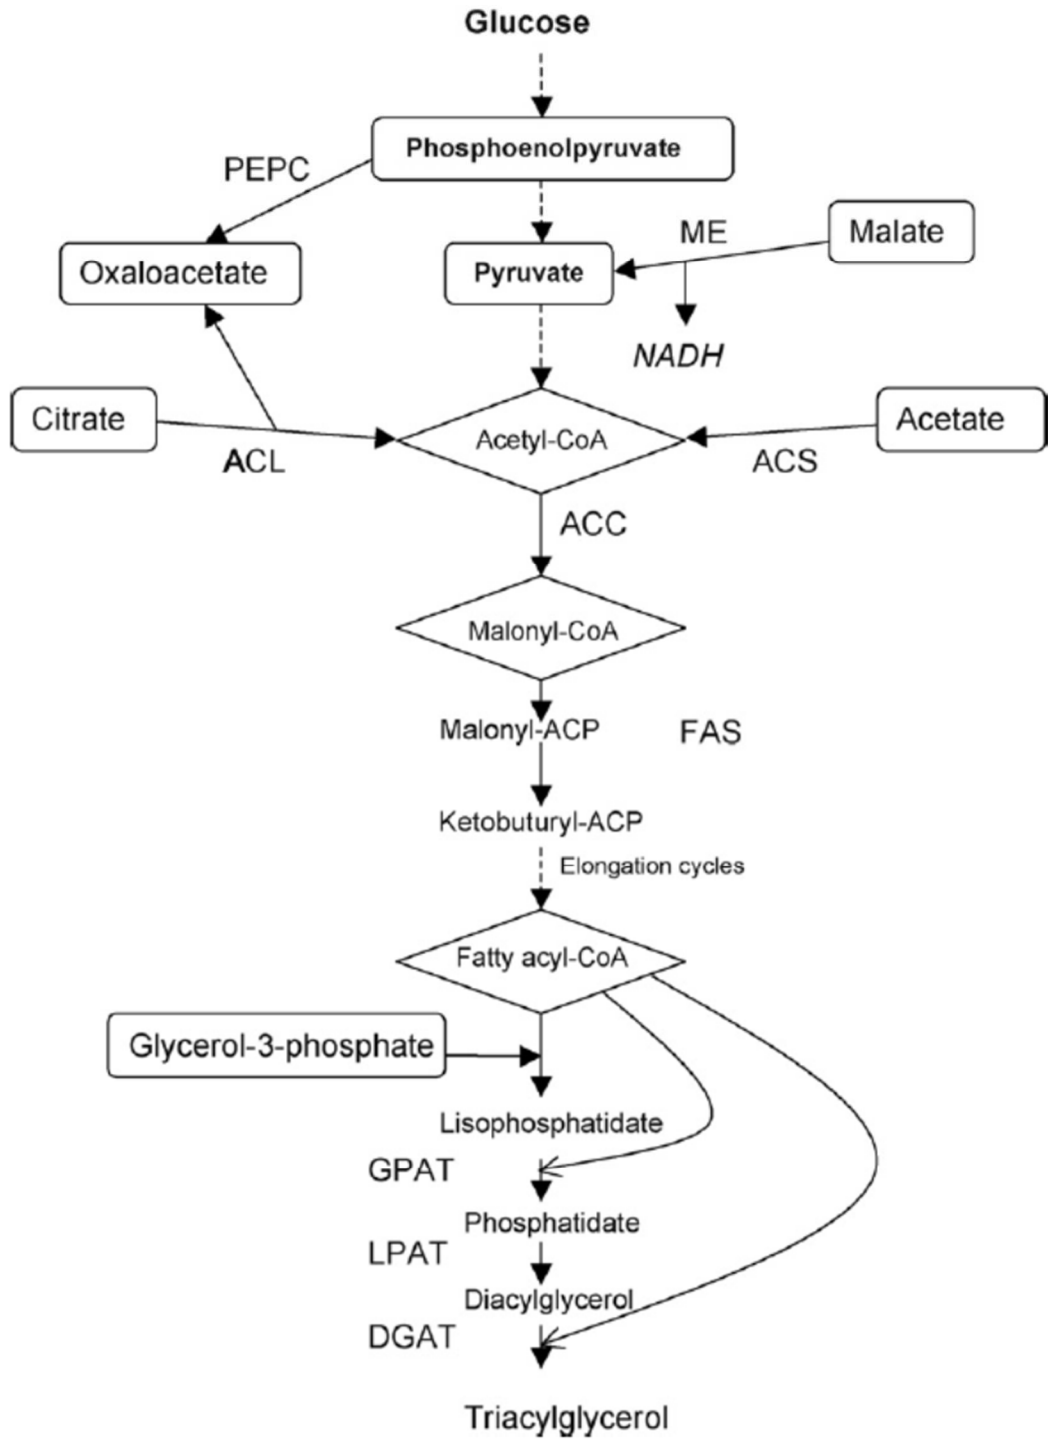 Glucose
Phosphoenolpyruvate
PEPC
ME
Malate
Oxaloacetate
Pyruvate
NADH
Citrate
Acetyl-CoA
Acetate
ACL
ACS
ACC
Malonyl-CoA
Malonyl-ACP
FAS
Ketobuturyl-ACP
Elongation cycles
Fatty acyl-CoA
Glycerol-3-phosphate
Lisophosphatidate
GPAT
Phosphatidate
LPAT
Diacylglycerol
DGAT
Triacylglycerol